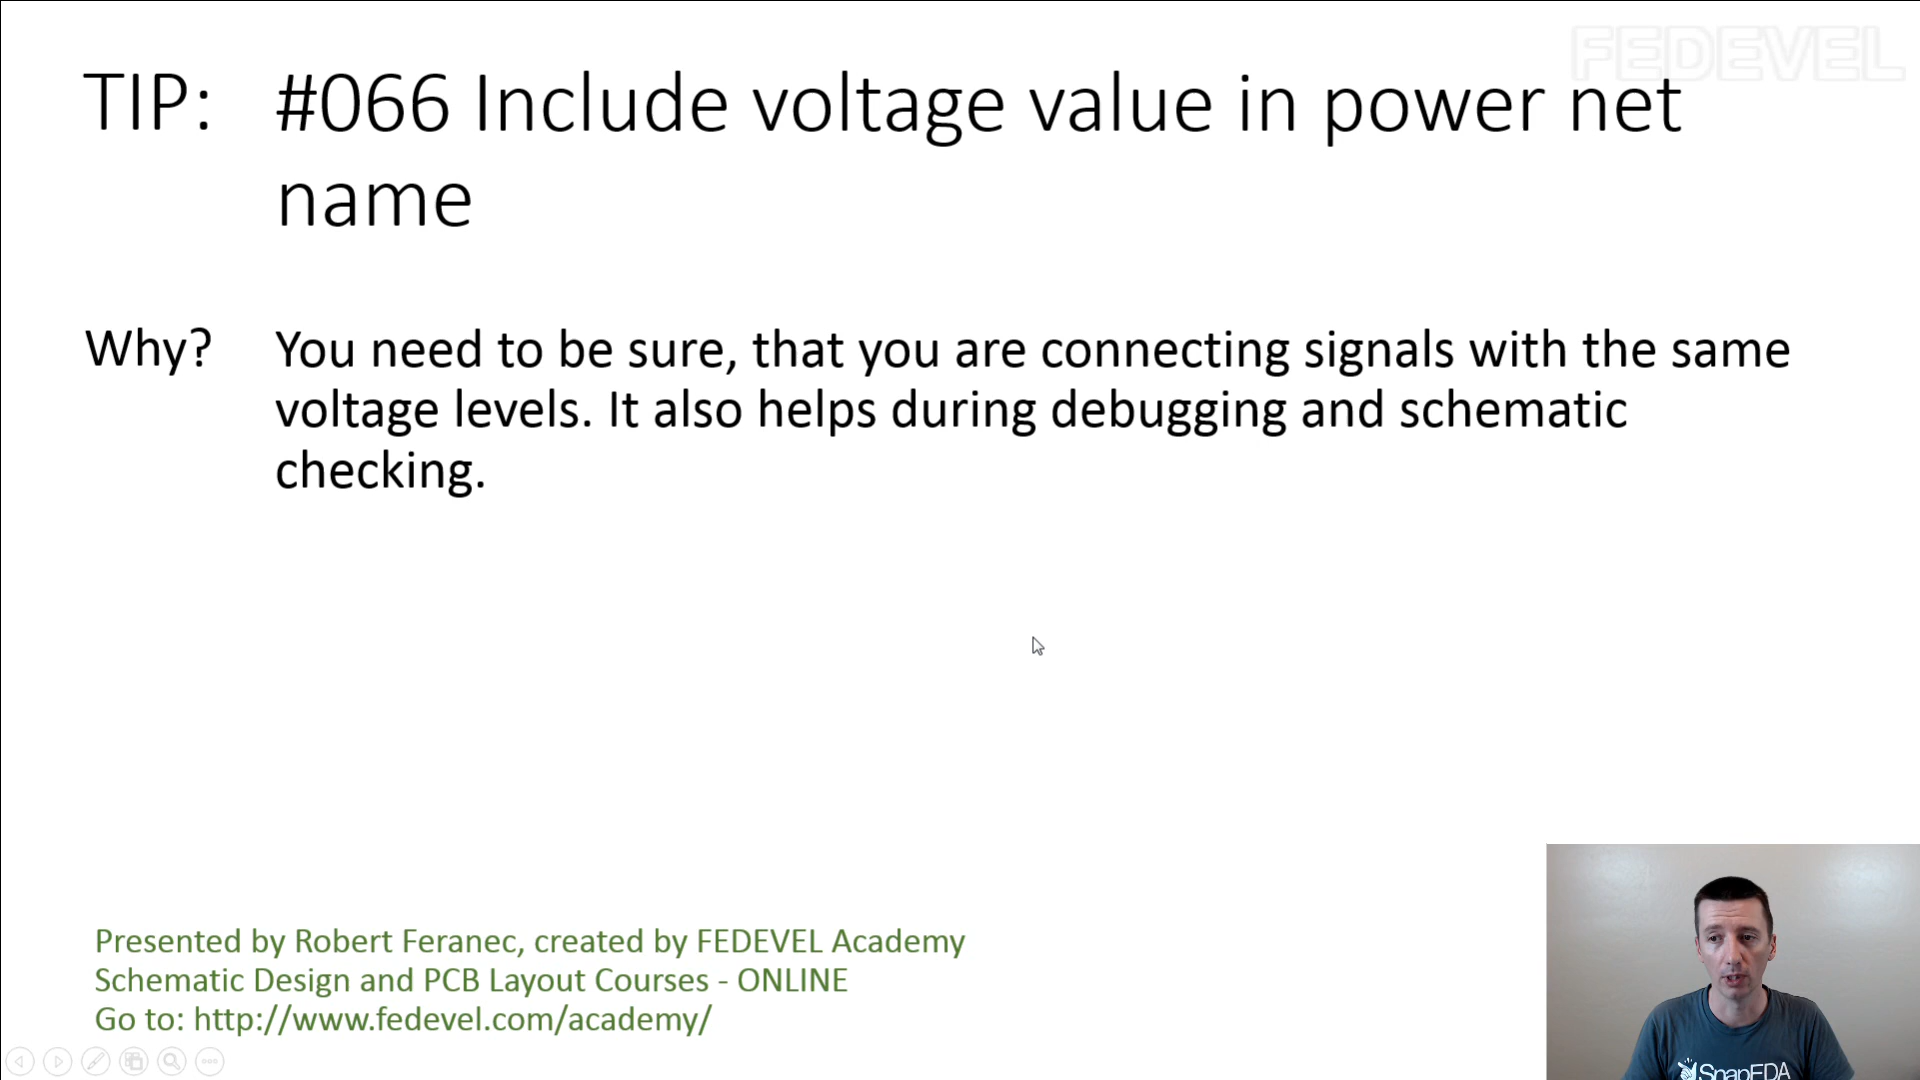 FEDEVEL
TIP: #066 Include voltage value in power net
name
Why? You need to be sure, that you are connecting signals with the same
voltage levels. It also helps during debugging and schematic
checking.
Presented by Robert Feranec, created by FEDEVEL Academy
Schematic Design and PCB Layout Courses - ONLINE
Go to: http://www.fedevel.com/academy/
SnapEDA